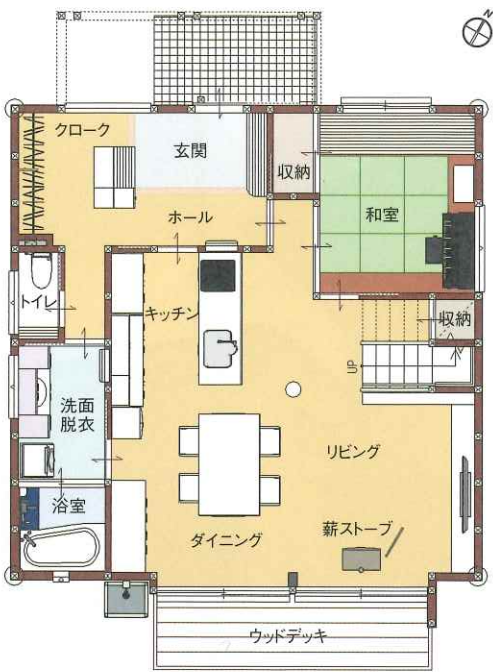 N
クローク
玄関
収納
和室
ホール
トイレ
キッチン
収納
UP
洗面
脱衣
リビング
浴室
ダイニング
薪ストーブ
ウッドデッキ